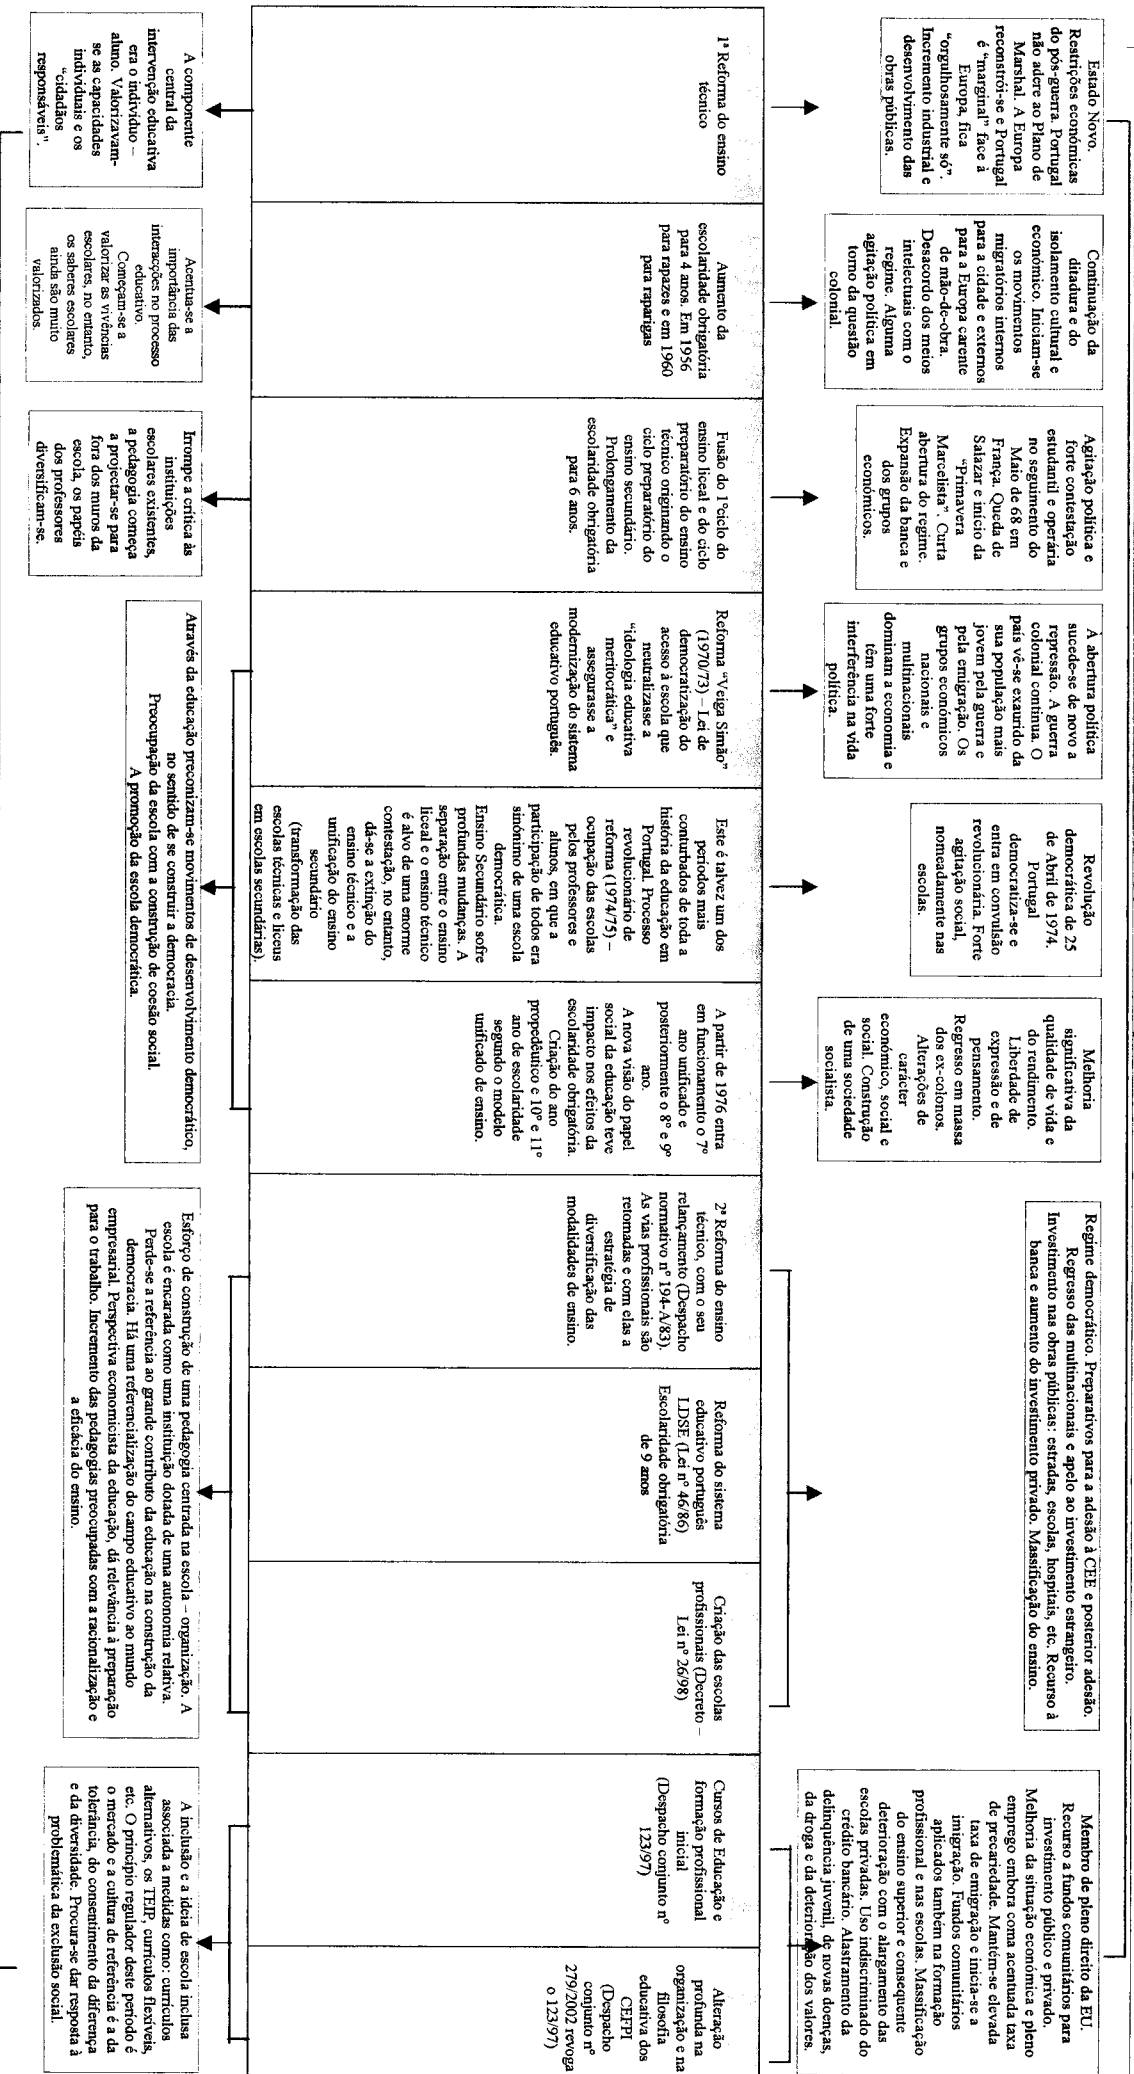 Estado Novo.
Restrições económicas
do pós-guerra. Portugal
não adere ao Plano de
Marshal. A Europa
reconstrói-se e Portugal
é “marginal” face à
Europa, fica
“orgulhosamente só”.
Incremento industrial e
desenvolvimento das
obras públicas.
Continuação da
ditadura e do
isolamento cultural e
económico. Iniciam-se
os movimentos
migratórios internos
para a cidade e externos
para a Europa carente
de mão-de-obra.
Desacordo dos meios
intelectuais com o
regime. Alguma
agitação política em
torno da questão
colonial.
Agitação política e
forte contestação
estudantil e operária
no seguimento do
Maio de 68 em
França. Queda de
Salazar e início da
“Primavera
Marcelista”. Curta
abertura do regime.
Expansão da banca e
dos grupos
económicos.
À abertura política
sucede-se de novo a
repressão. A guerra
colonial continua. O
país vê-se exaurido da
sua população mais
jovem pela guerra e
pela emigração. Os
grupos económicos
nacionais e
multinacionais
dominam a economia e
têm uma forte
interferência na vida
política.
Revolução
democrática de 25
de Abril de 1974.
Portugal
democratiza-se e
entra em convulsão
revolucionária. Forte
agitação social,
nomeadamente nas
escolas.
Melhoria
significativa da
qualidade de vida e
do rendimento.
Liberdade de
expressão e de
pensamento.
Regresso em massa
dos ex-colonos.
Alterações de
carácter
económico, social e
social. Construção
de uma sociedade
socialista.
Regime democrático. Preparativos para a adesão à CEE e posterior adesão.
Regresso das multinacionais e apelo ao investimento estrangeiro.
Investimento nas obras públicas: estradas, escolas, hospitais, etc. Recurso à
banca e aumento do investimento privado. Massificação do ensino.
Membro de pleno direito da EU.
Recurso a fundos comunitários para
investimento público e privado.
Melhoria da situação económica e pleno
emprego embora coma acentuada taxa
de precariedade. Mantém-se elevada
taxa de emigração e inicia-se a
imigração. Fundos comunitários
aplicados também na formação
profissional e nas escolas. Massificação
do ensino superior e consequente
deterioração com o alargamento das
escolas privadas. Uso indiscriminado do
crédito bancário. Alastramento da
delinquência juvenil, de novas doenças,
da droga e da deterioração dos valores.
1ª Reforma do ensino
técnico
Aumento da
escolaridade obrigatória
para 4 anos. Em 1956
para rapazes e em 1960
para raparigas
Fusão do 1ºciclo do
ensino liceal e do ciclo
preparatório do ensino
técnico originando o
ciclo preparatório do
ensino secundário.
Prolongamento da
escolaridade obrigatória
para 6 anos.
Reforma “Veiga Simão”
(1970/73) – Lei de
democratização do
acesso à escola que
neutralizasse a
“ideologia educativa
meritocrática” e
assegurasse a
modernização do sistema
educativo português.
Este é talvez um dos
períodos mais
conturbados de toda a
história da educação em
Portugal. Processo
revolucionário de
reforma (1974/75) –
ocupação das escolas
pelos professores e
alunos, em que a
participação de todos era
sinónimo de uma escola
democrática.
Ensino Secundário sofre
profundas mudanças. A
separação entre o ensino
liceal e o ensino técnico
é alvo de uma enorme
contestação, no entanto,
dá-se a extinção do
ensino técnico e a
unificação do ensino
secundário
(transformação das
escolas técnicas e liceus
em escolas secundárias).
A partir de 1976 entra
em funcionamento o 7º
ano unificado e
posteriormente o 8º e 9º
ano.
A nova visão do papel
social da educação teve
impacto nos efeitos da
escolaridade obrigatória.
Criação do ano
propedêutico e 10º e 11º
ano de escolaridade
segundo o modelo
unificado de ensino.
2ª Reforma do ensino
técnico, com o seu
relançamento (Despacho
normativo nº 194-A/83).
As vias profissionais são
retomadas e com elas a
estratégia de
diversificação das
modalidades de ensino.
Reforma do sistema
educativo português
LDSE (Lei nº 46/86)
Escolaridade obrigatória
de 9 anos
Criação das escolas
profissionais (Decreto –
Lei nº 26/98)
Cursos de Educação e
formação profissional
inicial
(Despacho conjunto nº
123/97)
Alteração
profunda na
organização e na
filosofia
educativa dos
CEFPI
(Despacho
conjunto nº
279/2002 revoga
o 123/97)
A componente
central da
intervenção educativa
era o indivíduo –
aluno. Valorizavam-
se as capacidades
individuais e os
“cidadãos
responsáveis”.
Acentua-se a
importância das
interacções no processo
educativo.
Começam-se a
valorizar as vivências
escolares, no entanto,
os saberes escolares
ainda são muito
valorizados.
Irrompe a crítica às
instituições
escolares existentes,
a pedagogia começa
a projectar-se para
fora dos muros da
escola, os papéis
dos professores
diversificam-se.
Através da educação preconizam-se movimentos de desenvolvimento democrático,
no sentido de se construir a democracia.
Preocupação da escola com a construção de coesão social.
A promoção da escola democrática.
Esforço de construção de uma pedagogia centrada na escola – organização. A
escola é encarada como uma instituição dotada de uma autonomia relativa.
Perde-se a referência ao grande contributo da educação na construção da
democracia. Há uma referencialização do campo educativo ao mundo
empresarial. Perspectiva economicista da educação, dá relevância à preparação
para o trabalho. Incremento das pedagogias preocupadas com a racionalização e
a eficácia do ensino.
A inclusão e a ideia de escola inclusa
associada a medidas como: currículos
alternativos, os TEIP, currículos flexíveis,
etc. O princípio regulador deste período é
o mercado e a cultura de referência é a da
tolerância, do consentimento da diferença
e da diversidade. Procura-se dar resposta à
problemática da exclusão social.